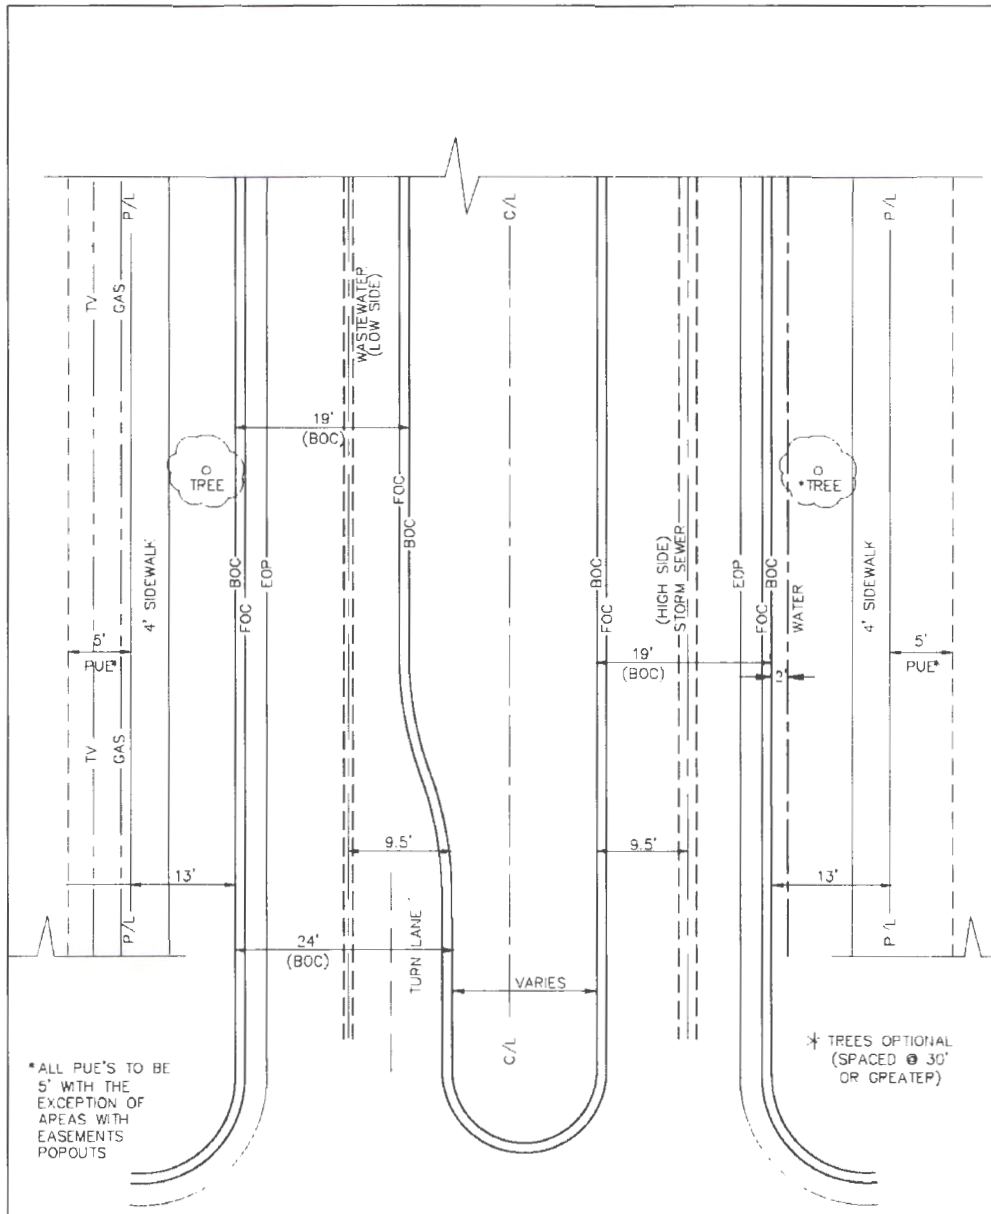 P/L
C/L
C/L
P/L
TV
GAS
WASTEWATER
(LOW SIDE)
19'
(BOC)
TREE
*TREE
FOC
BOC
4' SIDEWALK
BOC
FOC
EOP
FOC
BOC
(HIGH SIDE)
STORM SEWER
EOP
FOC
BOC
WATER
4' SIDEWALK
5'
PUE*
19'
(BOC)
5'
PUE*
TV
GAS
9.5'
9.5'
13'
13'
P/L
24'
(BOC)
TURN LANE
VARIES
P/L
*ALL PUE'S TO BE
5' WITH THE
EXCEPTION OF
AREAS WITH
EASEMENTS
POPOUTS
* TREES OPTIONAL
(SPACED @ 30'
OR GREATER)